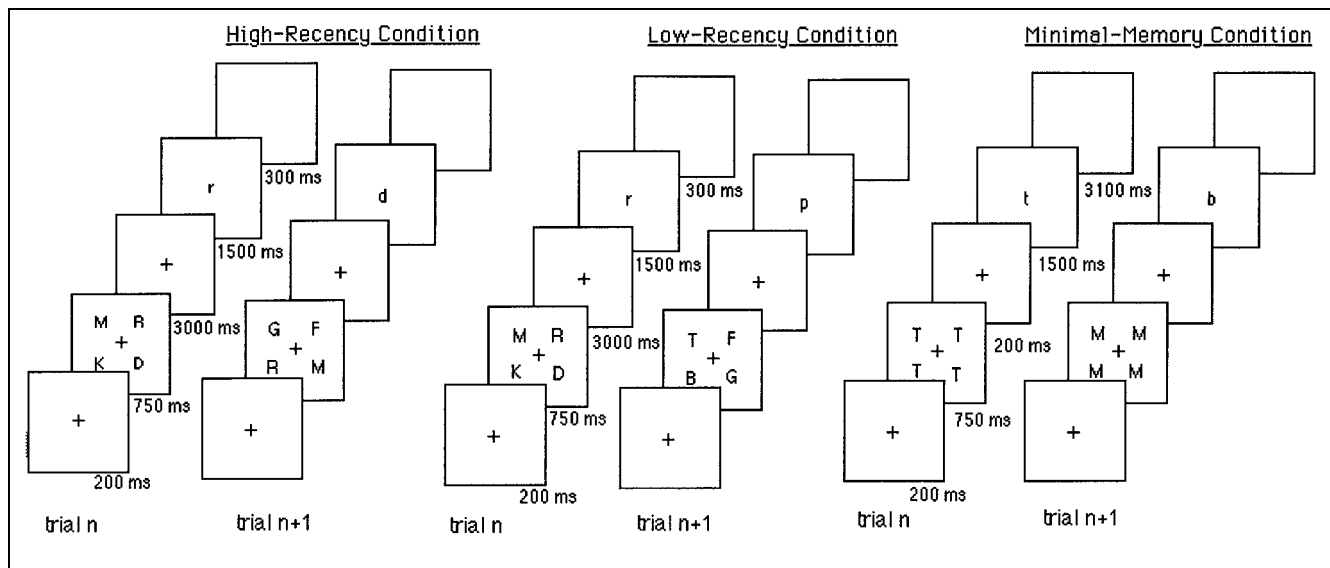 High-Recency Condition
r
d
300 ms
+
+
1500 ms
M R
+
K D
3000 ms
G F
+
R M
+
750 ms
+
200 ms
trial n
trial n+1
Low-Recency Condition
r
p
300 ms
+
+
1500 ms
M R
+
K D
3000 ms
T F
+
B G
+
750 ms
+
200 ms
trial n
trial n+1
Minimal-Memory Condition
t
b
3100 ms
+
+
1500 ms
T T
+
T T
200 ms
M M
+
M M
+
750 ms
+
200 ms
trial n
trial n+1